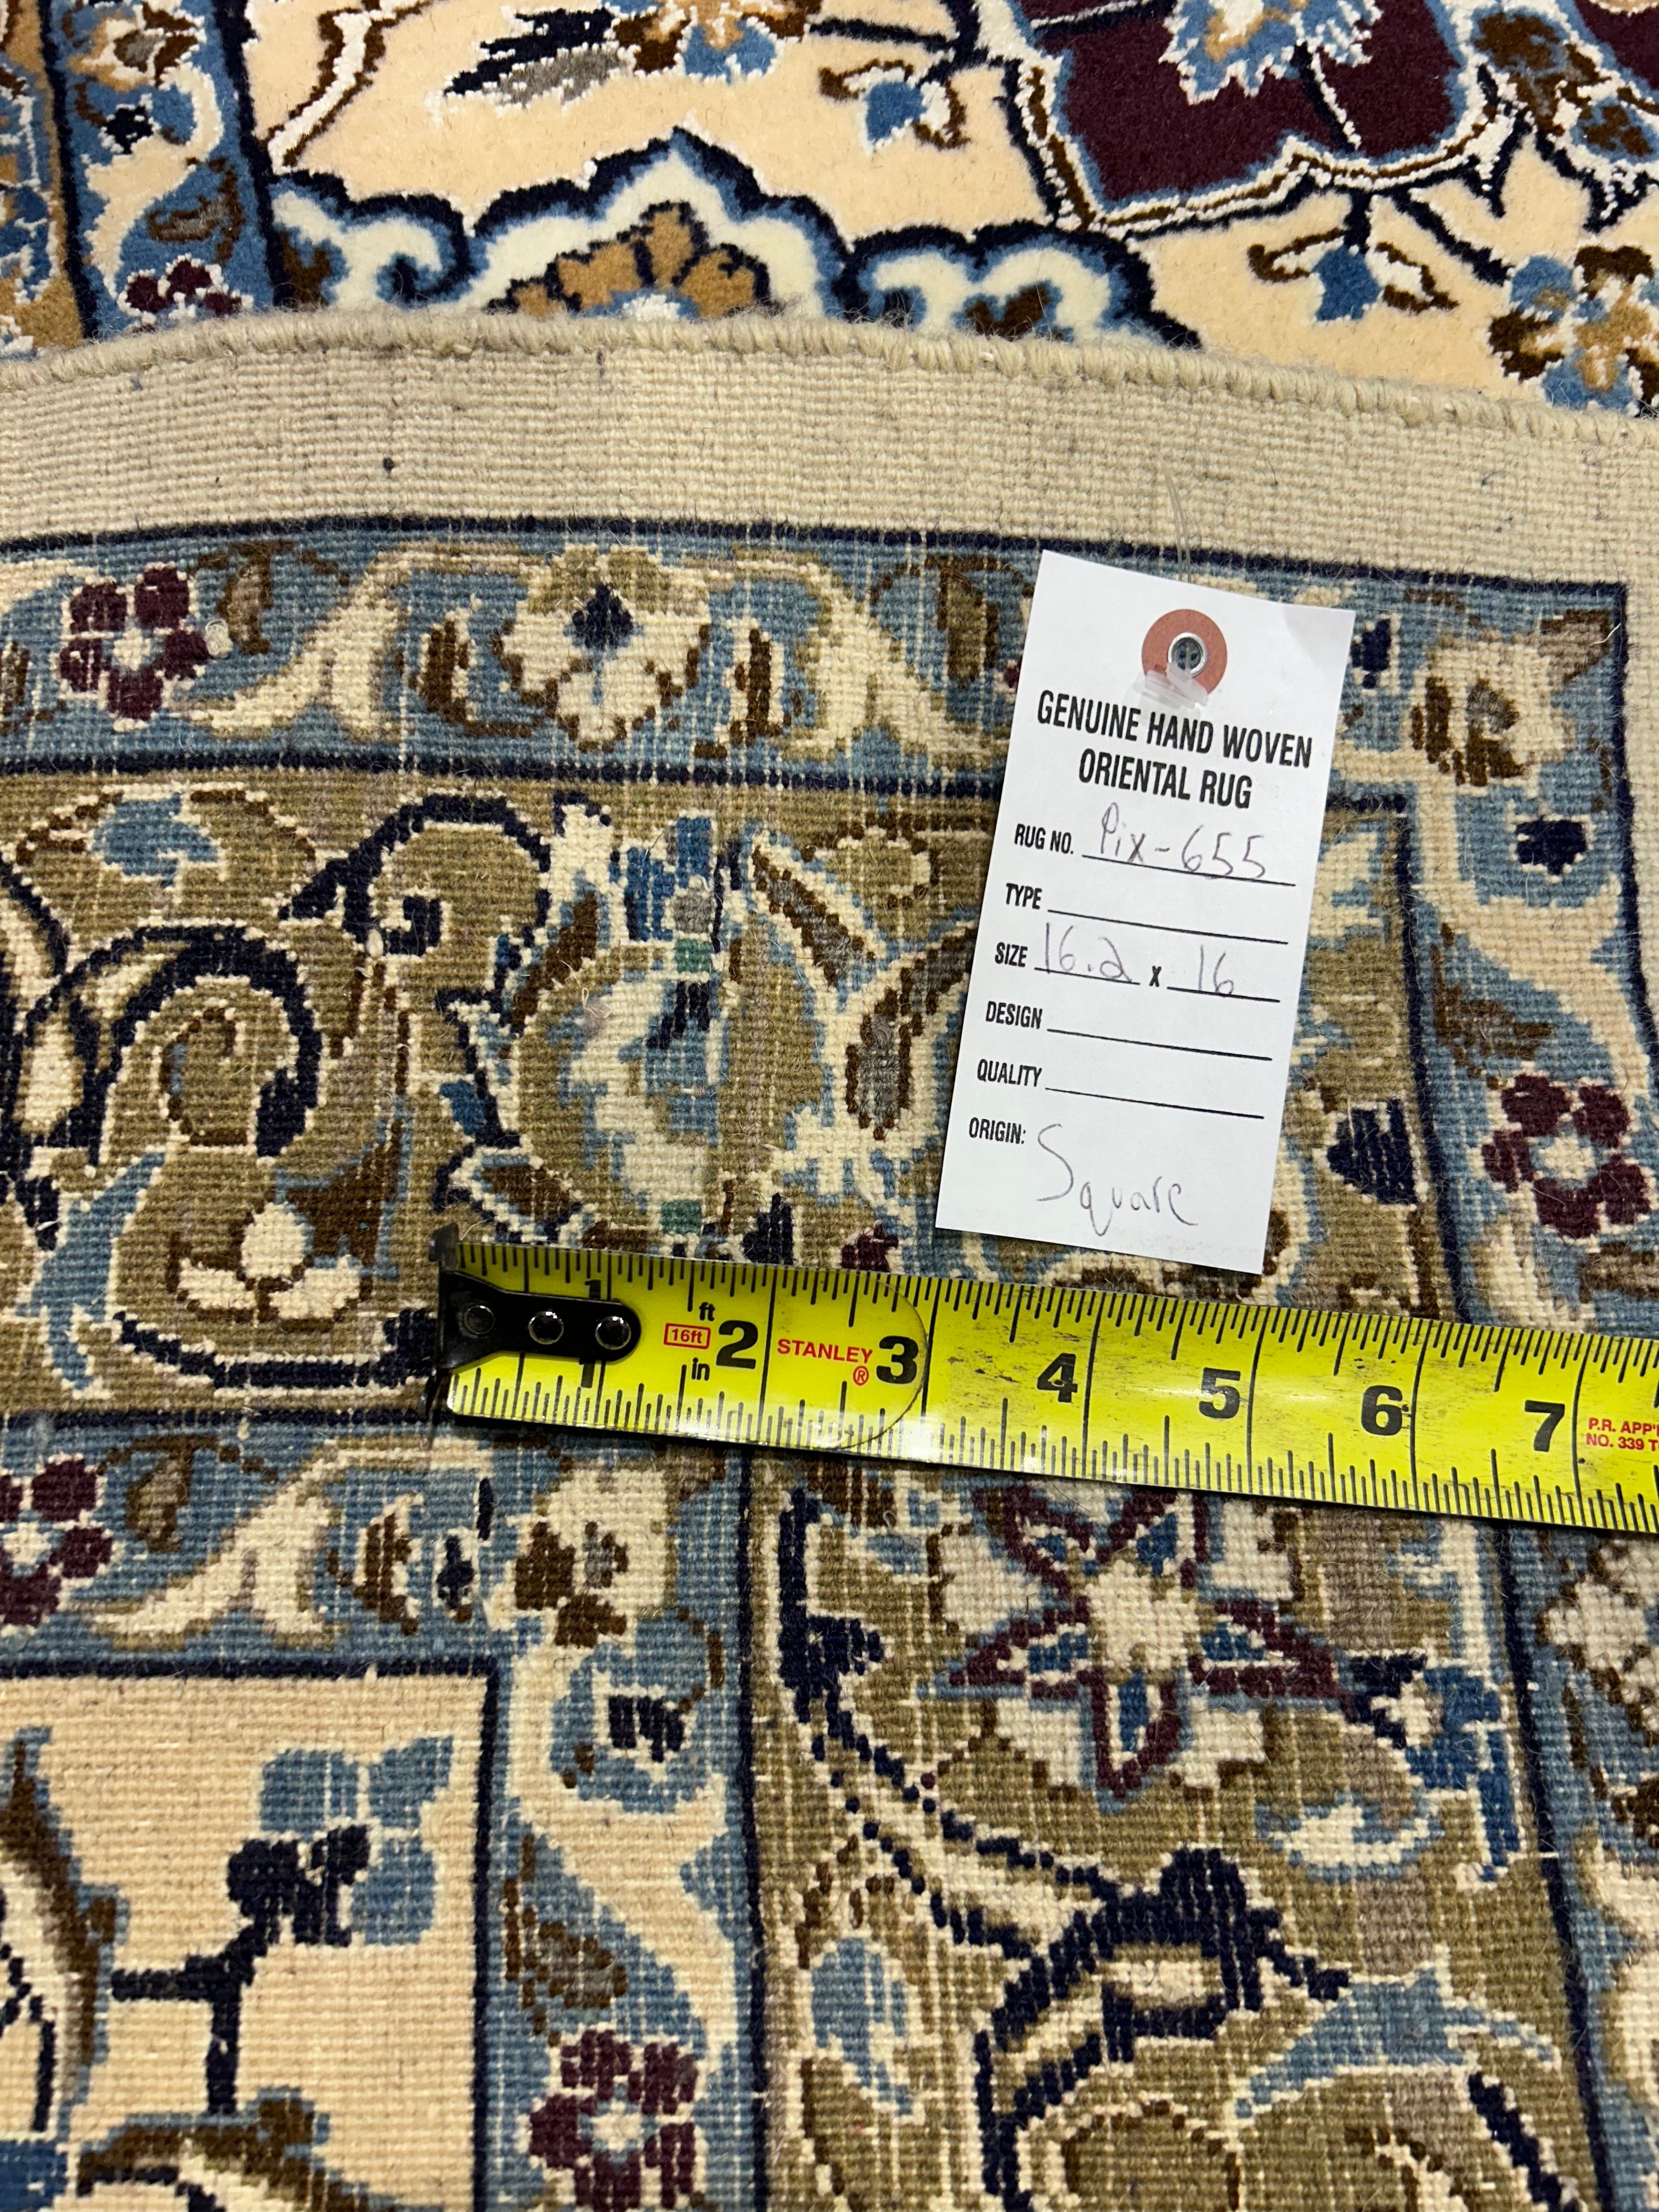 GENUINE HAND WOVEN
ORIENTAL RUG
RUG NO. Pix-655
TYPE
SIZE 16.2 x 16
DESIGN
QUALITY
ORIGIN: Square
1 ft 2 STANLEY® 3 4 5 6 7 P.R. APP'
16ft
1 in NO. 339